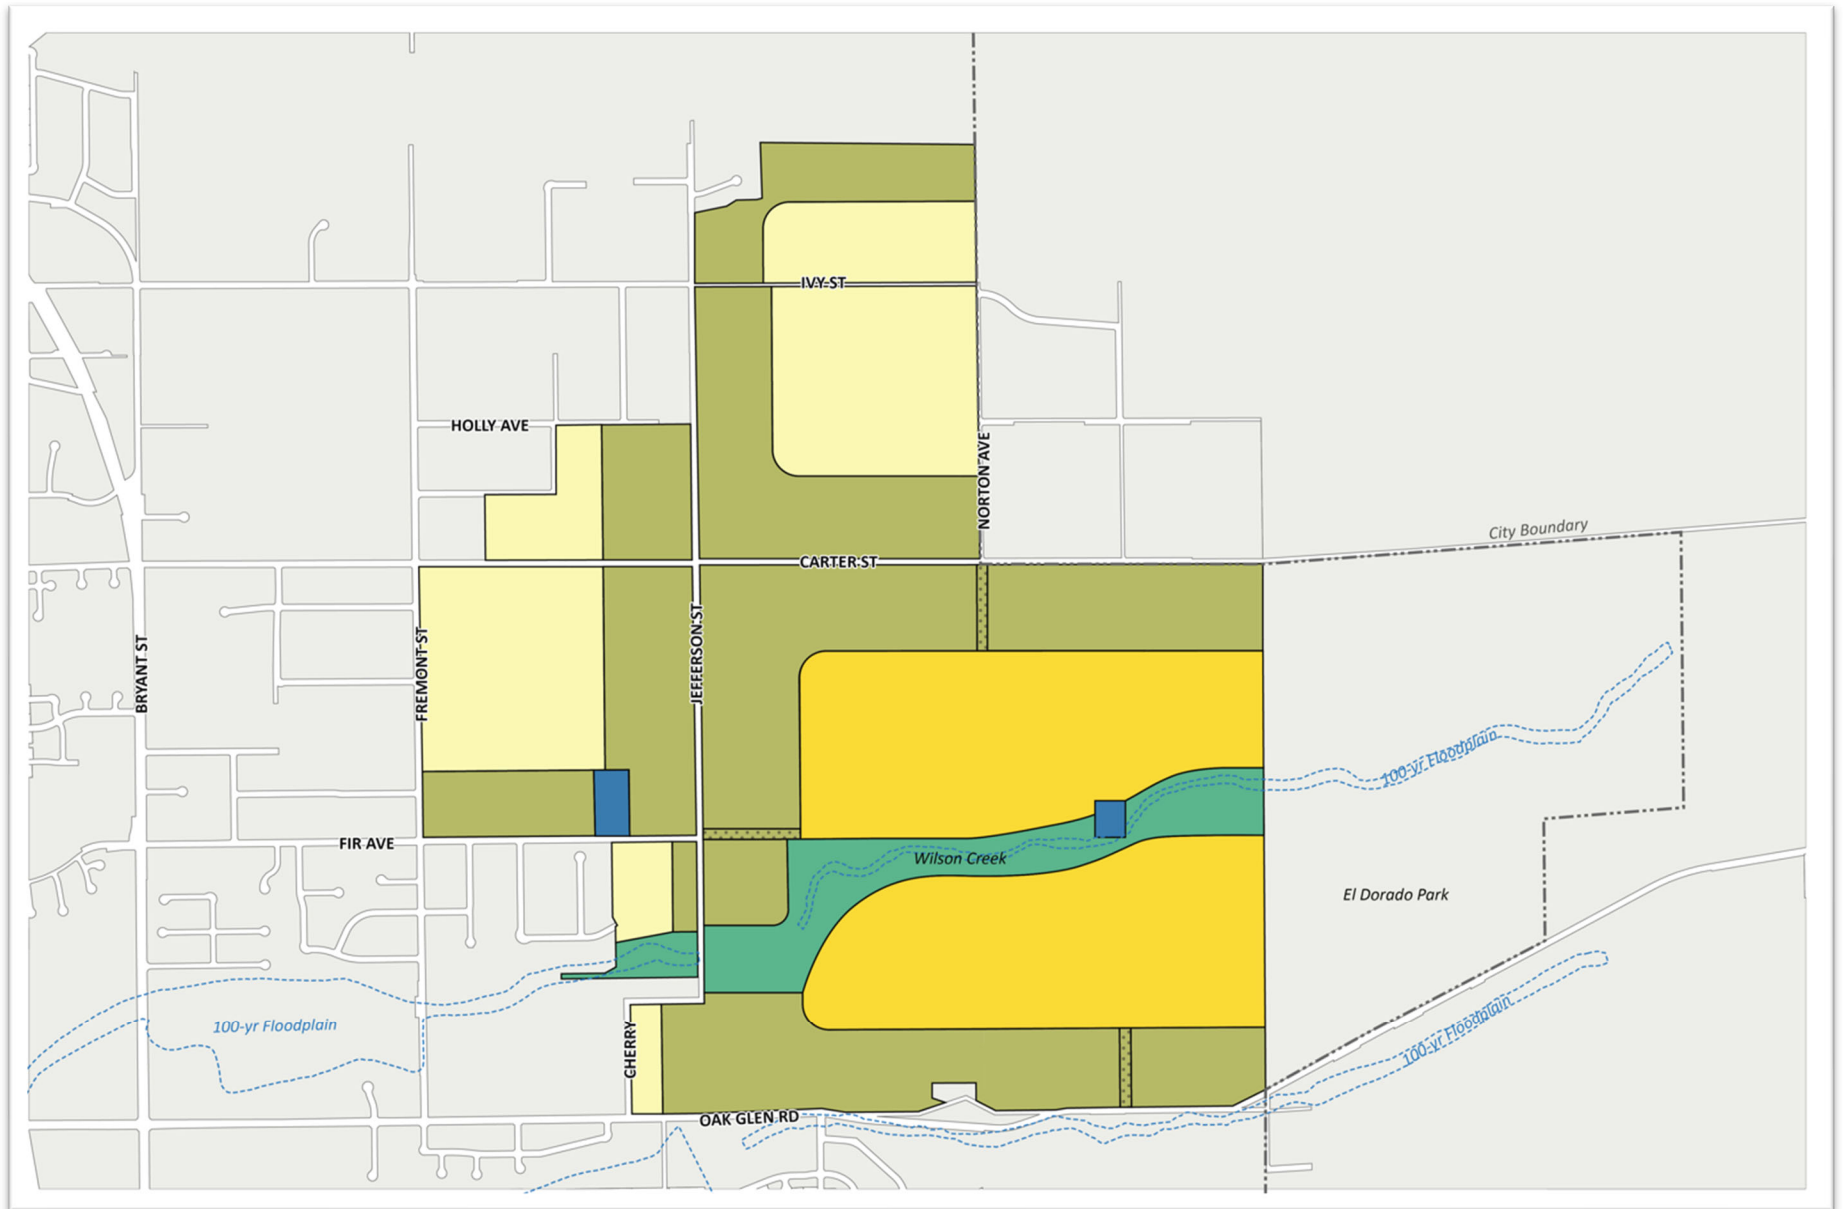 IVY ST
HOLLY AVE
NORTON AVE
City Boundary
CARTER ST
BRYANT ST
FREMONT ST
JEFFERSON ST
100-yr Floodplain
FIR AVE
Wilson Creek
El Dorado Park
100-yr Floodplain
100-yr Floodplain
CHERRY
OAK GLEN RD